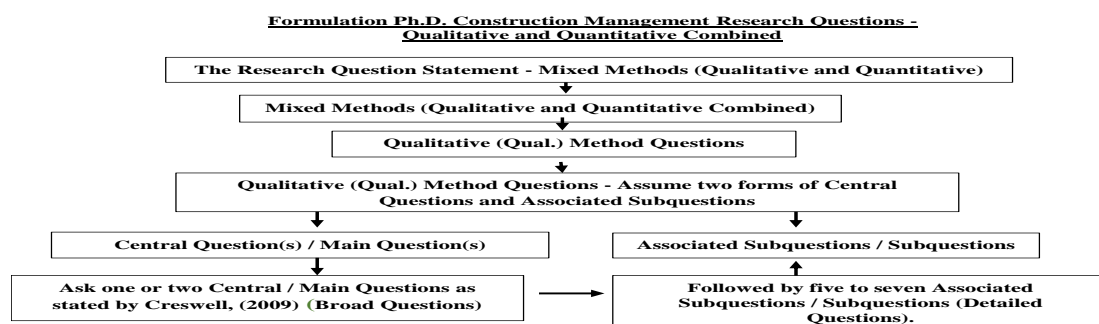 Formulation Ph.D. Construction Management Research Questions -
Qualitative and Quantitative Combined
The Research Question Statement - Mixed Methods (Qualitative and Quantitative)
Mixed Methods (Qualitative and Quantitative Combined)
Qualitative (Qual.) Method Questions
Qualitative (Qual.) Method Questions - Assume two forms of Central
Questions and Associated Subquestions
Central Question(s) / Main Question(s)
Associated Subquestions / Subquestions
Ask one or two Central / Main Questions as
stated by Creswell, (2009) (Broad Questions)
Followed by five to seven Associated
Subquestions / Subquestions (Detailed
Questions).